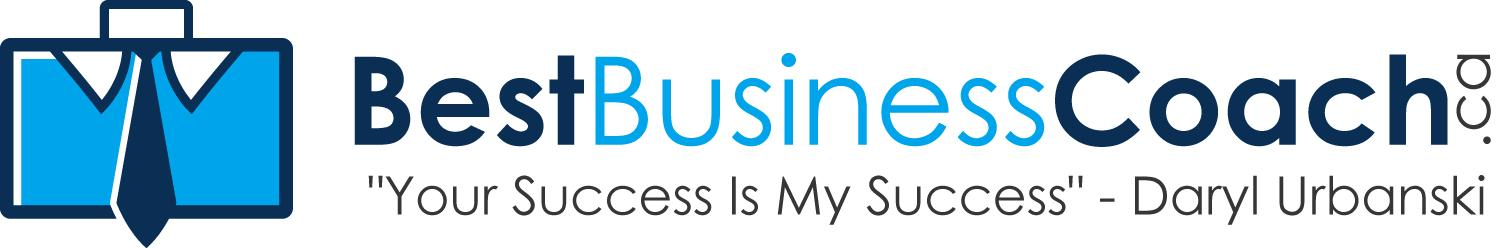 BestBusinessCoach.ca
"Your Success Is My Success" - Daryl Urbanski